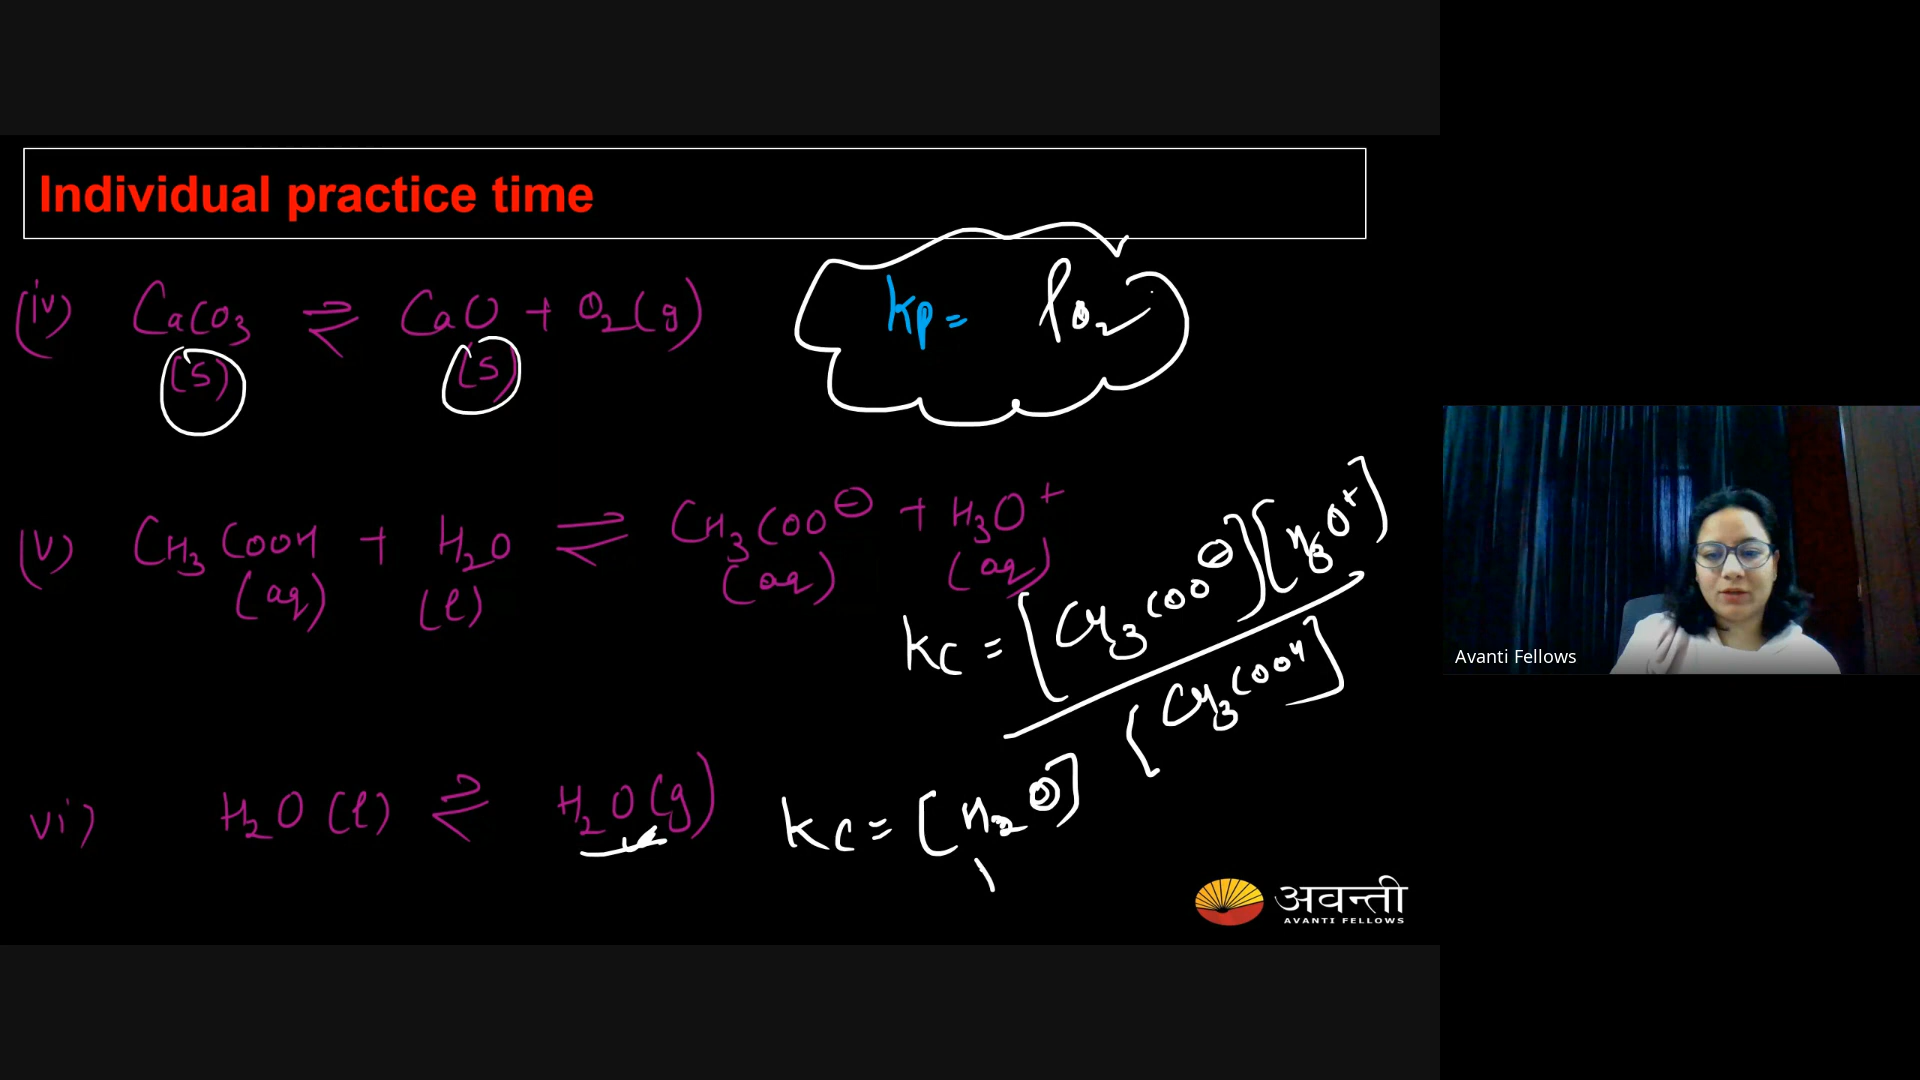 Individual practice time
(iv) CaCO3 ⇌ CaO + O2(g) Kp = PO2
(s) (s)
(v) CH3COOH + H2O ⇌ CH3COO⊖ + H3O+
(aq) (l) (aq) (aq)
Kc = [CH3COO⊖][H3O+]
[CH3COOH]
vi) H2O(l) ⇌ H2O(g) Kc = [H2O]
Avanti Fellows
अवन्ती
AVANTI FELLOWS